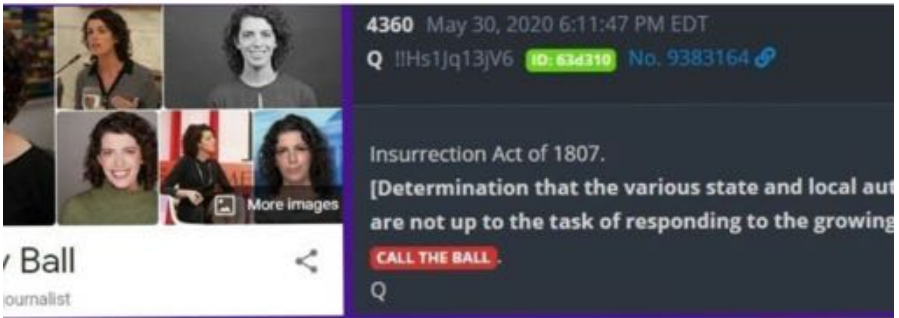 More images
/ Ball
journalist
4360 May 30, 2020 6:11:47 PM EDT
Q !!Hs1Jq13jV6 ID: 63d310 No. 9383164
Insurrection Act of 1807.
[Determination that the various state and local aut
are not up to the task of responding to the growing
CALL THE BALL.
Q